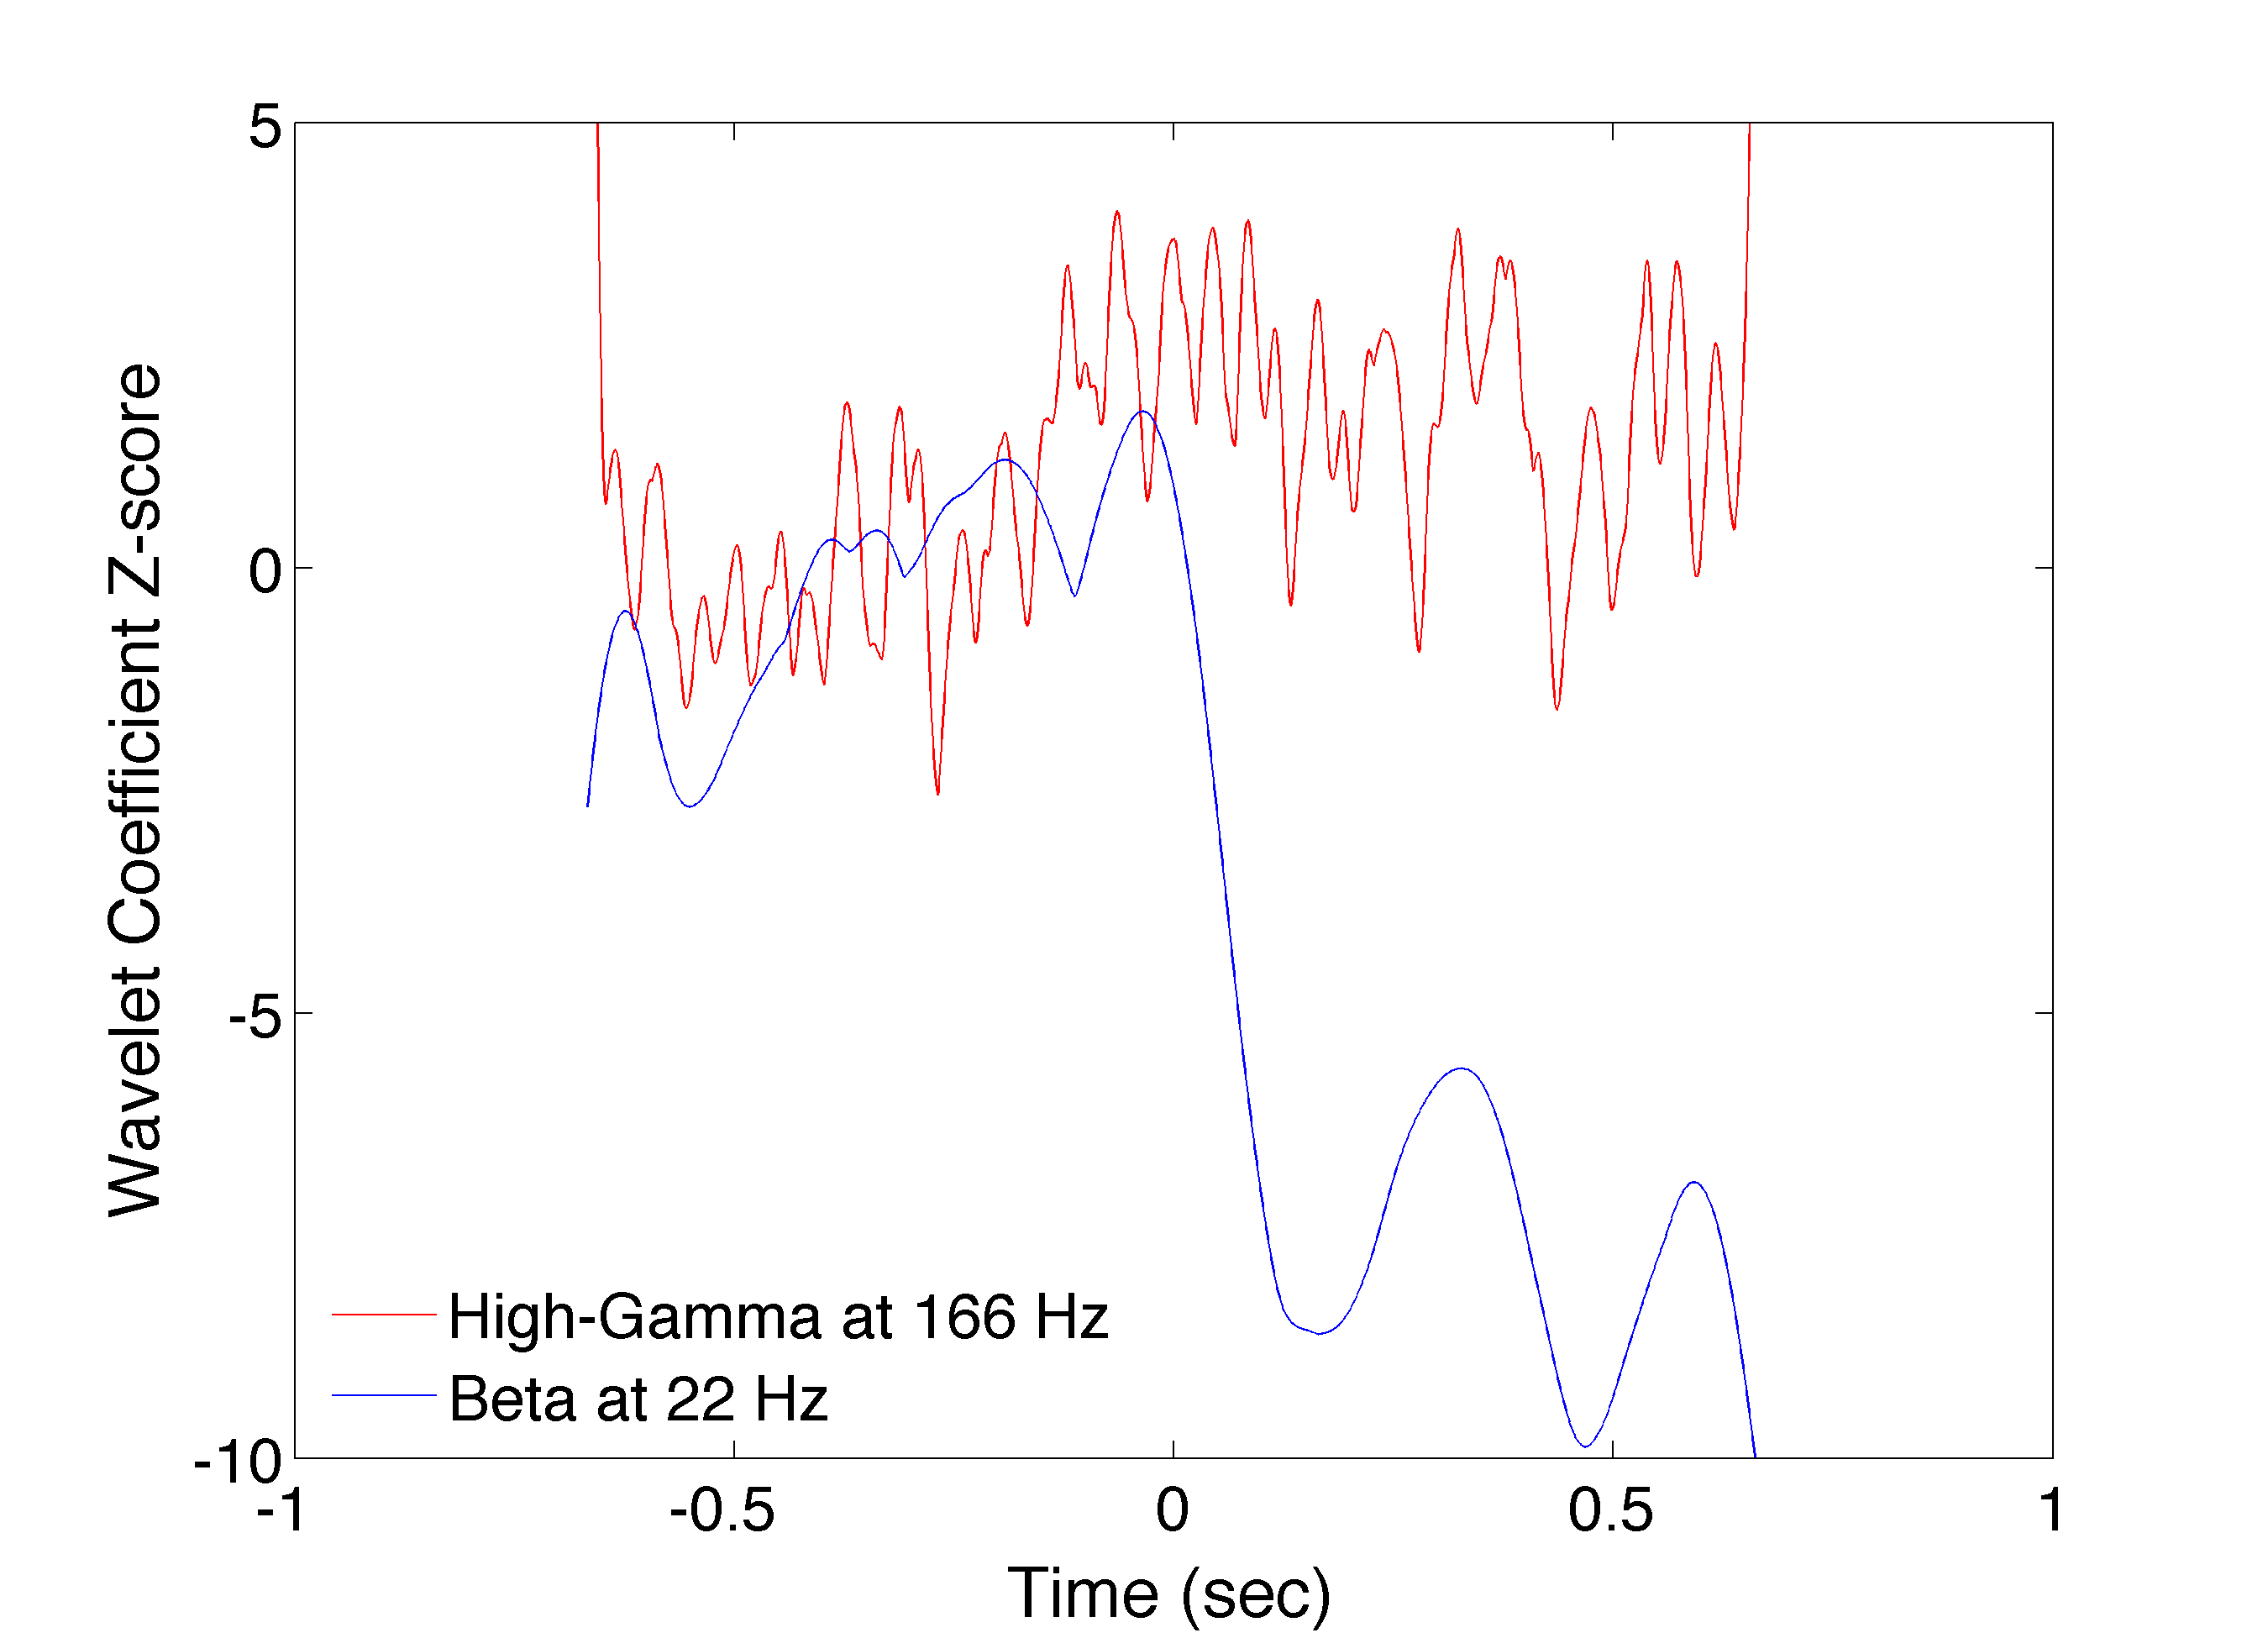 5
0
-5
-10
Wavelet Coefficient Z-score
High-Gamma at 166 Hz
Beta at 22 Hz
-1 -0.5 0 0.5 1
Time (sec)